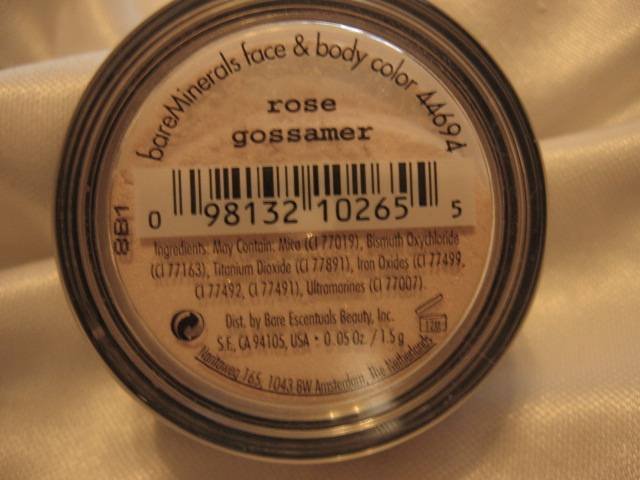 bareMinerals face & body color 44694
rose
gossamer
0 98132 10265 5
8B1
Ingredients: May Contain: Mica (CI 77019), Bismuth Oxychloride
(CI 77163), Titanium Dioxide (CI 77891), Iron Oxides (CI 77499,
CI 77492, CI 77491), Ultramarines (CI 77007).
Dist. by Bare Escentuals Beauty, Inc.
S.F., CA 94105, USA • 0.05 Oz. / 1.5 g
12M
Nantaweg 165, 1043 BW Amsterdam, The Netherlands